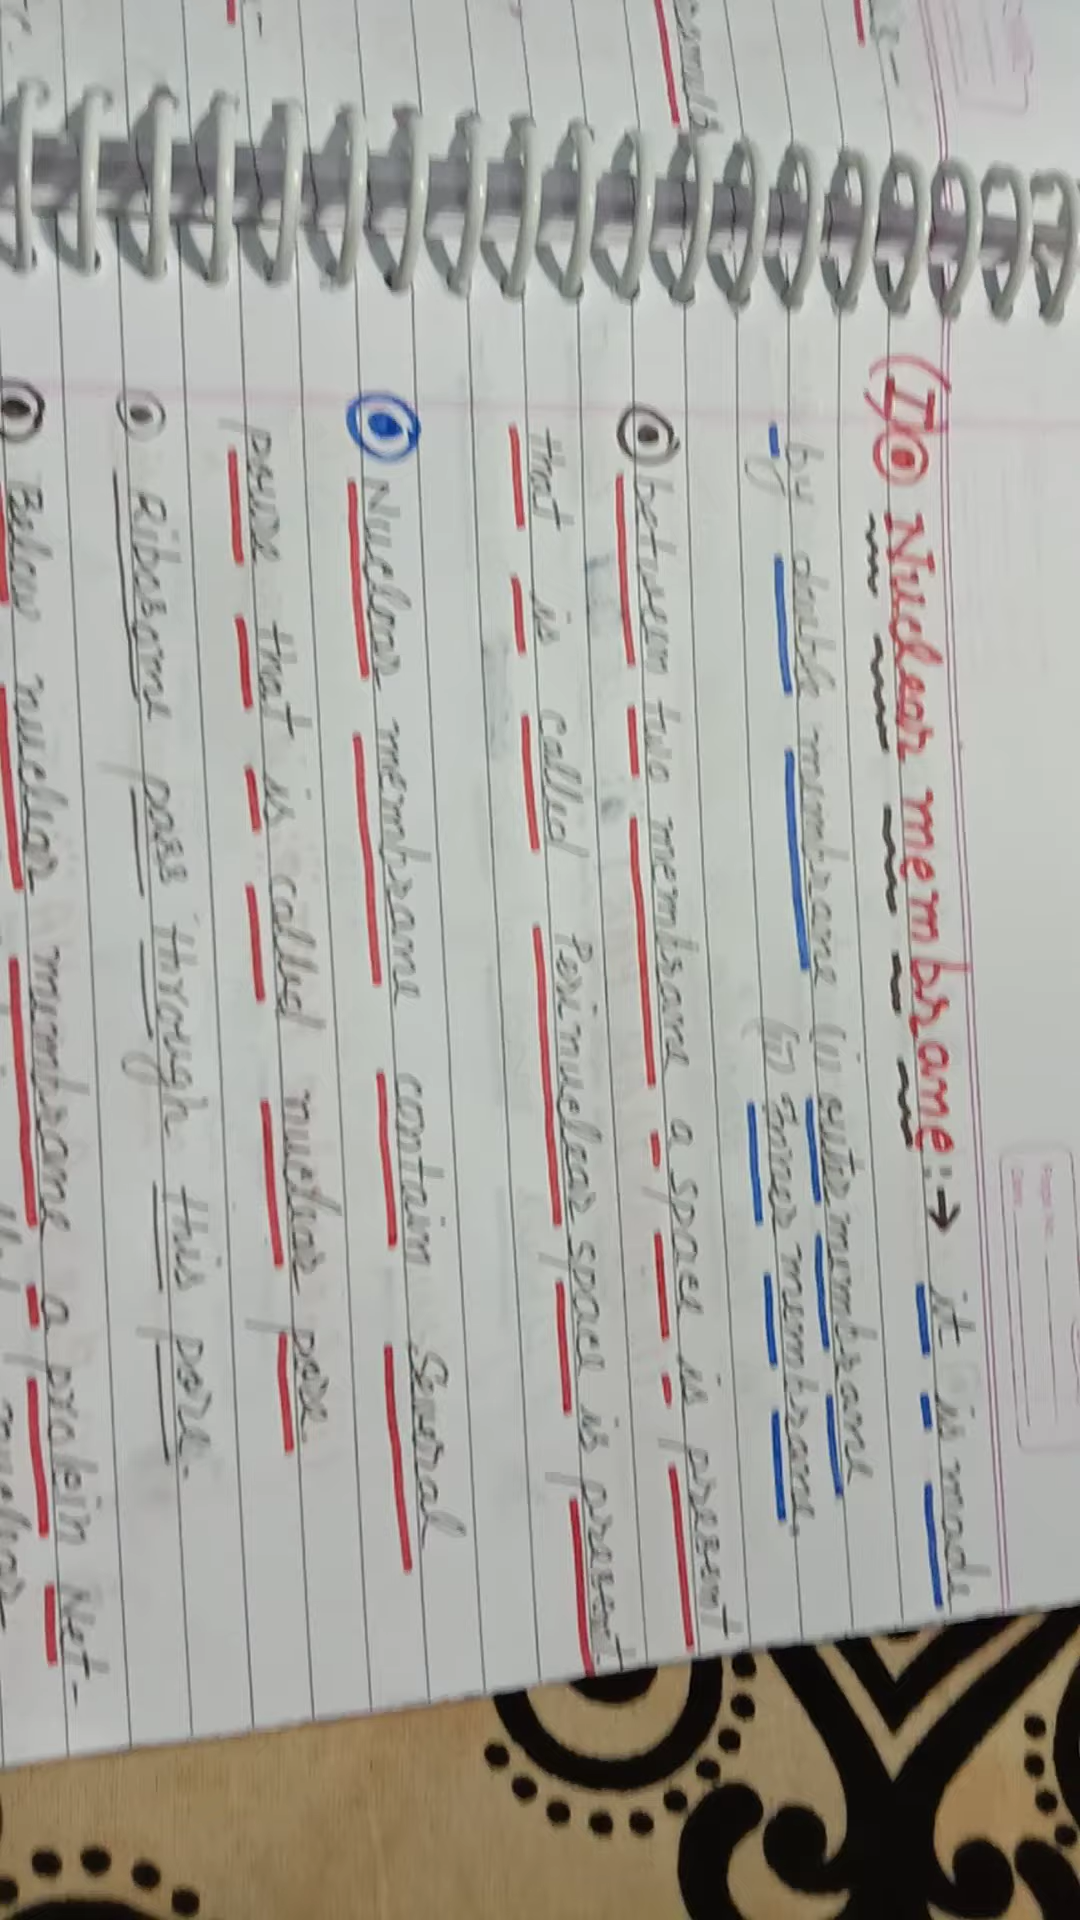 (I) Nuclear membrane :→ it is made
by double membrane (i) outer membrane
(ii) Inner membrane.
between two membrane a space is present
that is called Perinuclear space is present
Nuclear membrane contain Several
that is called nuclear pore
Ribosome pass through this pore.
Below nuclear membrane a protein Net-